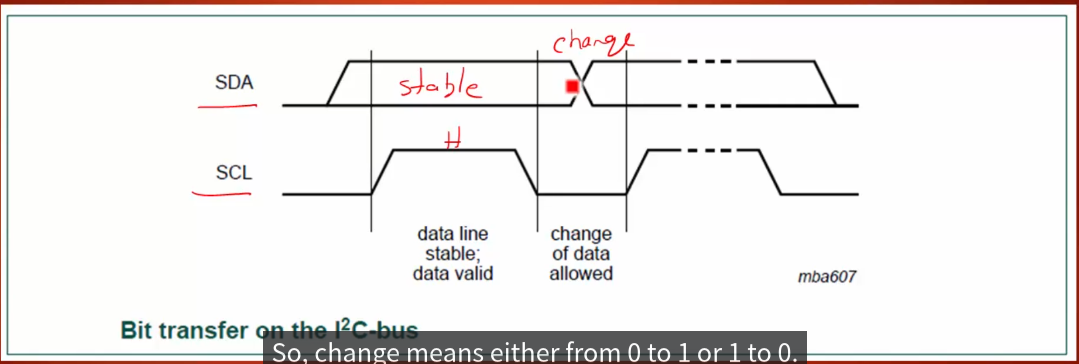 change
SDA
stable
H
SCL
data line
stable;
data valid
change
of data
allowed
mba607
Bit transfer on the I²C-bus
So, change means either from 0 to 1 or 1 to 0.